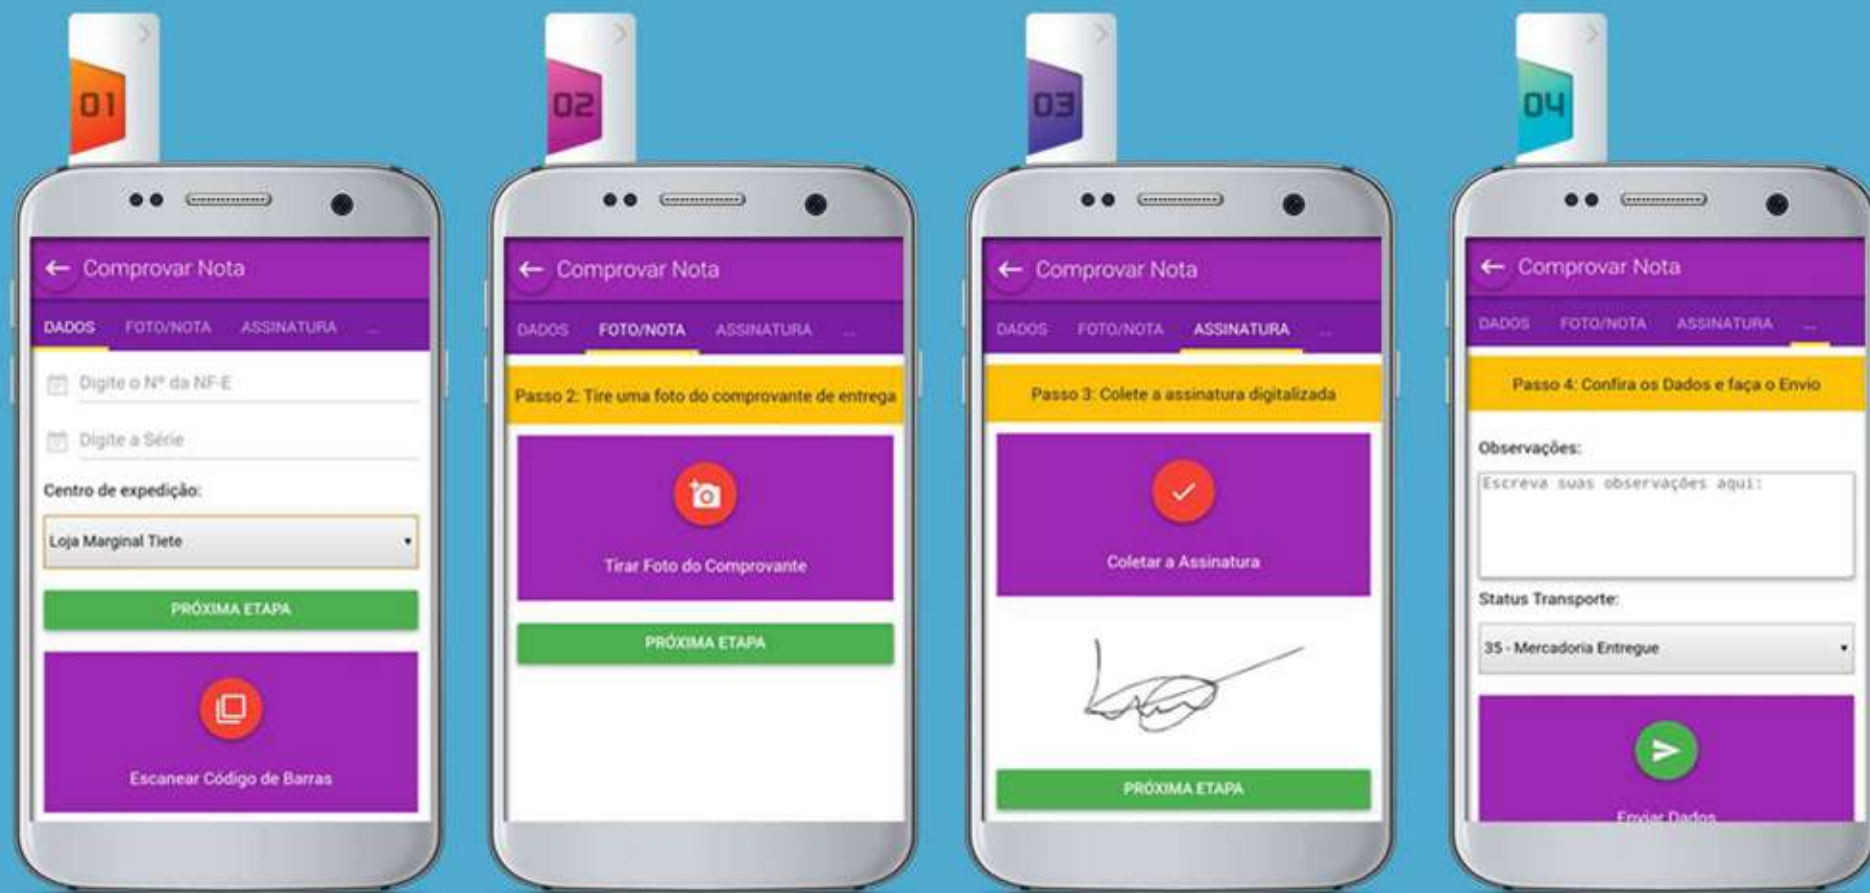 01
← Comprovar Nota
DADOS FOTO/NOTA ASSINATURA ...
Digite o Nº da NF-E
Digite a Série
Centro de expedição:
Loja Marginal Tiete
PRÓXIMA ETAPA
Escanear Código de Barras
02
← Comprovar Nota
DADOS FOTO/NOTA ASSINATURA ...
Passo 2: Tire uma foto do comprovante de entrega
Tirar Foto do Comprovante
PRÓXIMA ETAPA
03
← Comprovar Nota
DADOS FOTO/NOTA ASSINATURA ...
Passo 3: Colete a assinatura digitalizada
Coletar a Assinatura
PRÓXIMA ETAPA
04
← Comprovar Nota
DADOS FOTO/NOTA ASSINATURA ...
Passo 4: Confira os Dados e faça o Envio
Observações:
Escreva suas observações aqui:
Status Transporte:
35 - Mercadoria Entregue
Enviar Dados